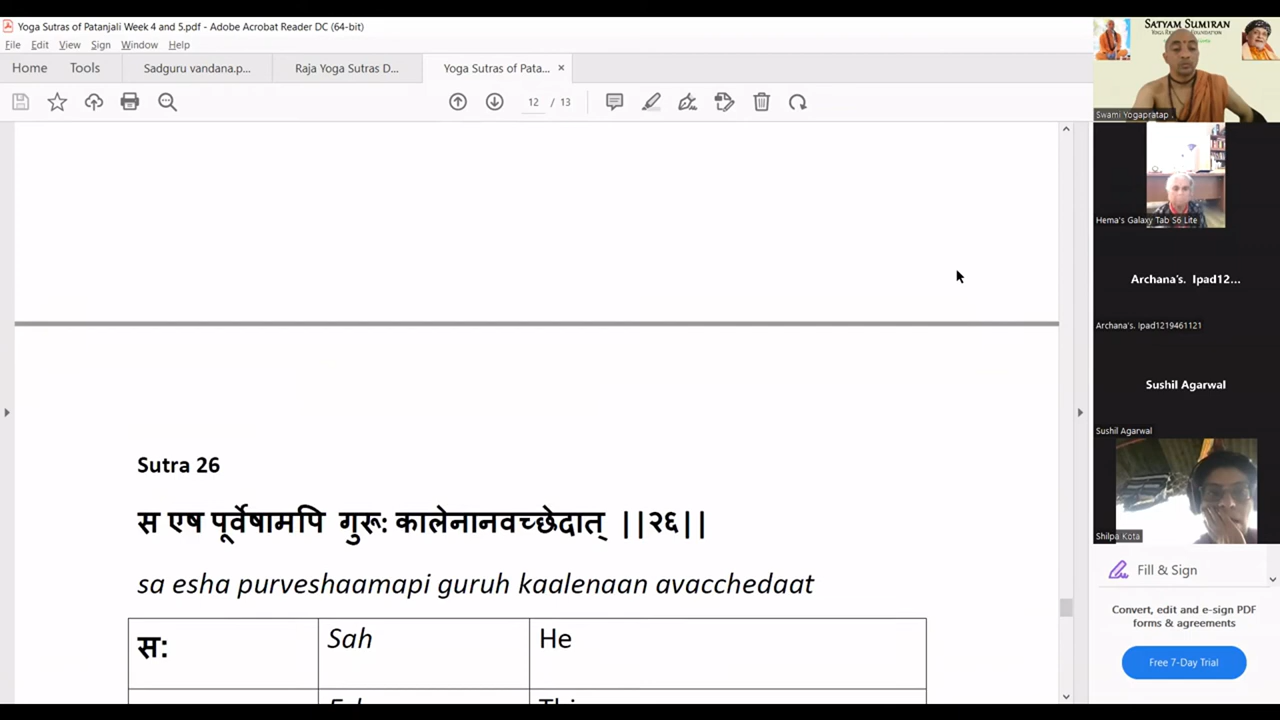 Yoga Sutras of Patanjali Week 4 and 5.pdf - Adobe Acrobat Reader DC (64-bit)
File Edit View Sign Window Help
Home Tools Sadguru vandana.p... Raja Yoga Sutras D... Yoga Sutras of Pata... ×
12 / 13
Sutra 26
स एष पूर्वेषामपि गुरू: कालेनानवच्छेदात् ||२६||
sa esha purveshaamapi guruh kaalenaan avacchedaat
स: Sah He
SATYAM SUMIRAN
Swami Yogapratap .
Hema's Galaxy Tab S6 Lite
Archana's. Ipad12...
Archana's. Ipad1219461121
Sushil Agarwal
Sushil Agarwal
Shilpa Kota
Fill & Sign
Convert, edit and e-sign PDF
forms & agreements
Free 7-Day Trial